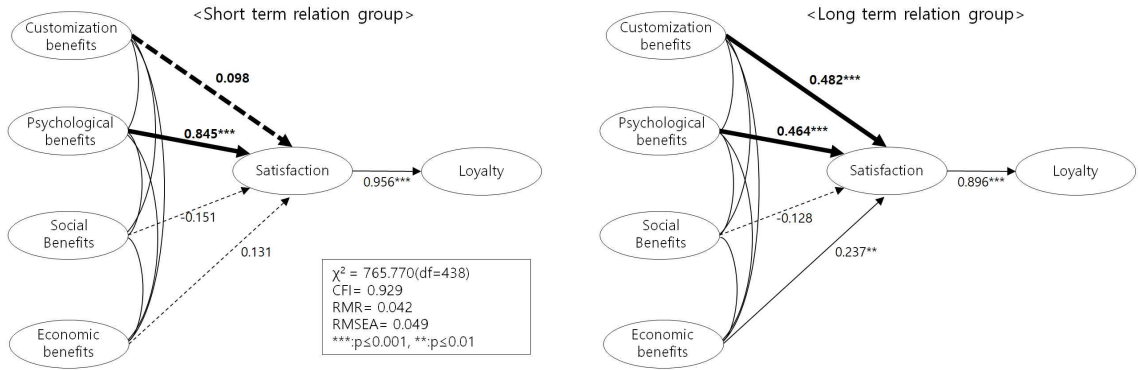 <Short term relation group>
Customization
benefits
0.098
Psychological
benefits
0.845***
Satisfaction
0.956***
Loyalty
Social
Benefits
-0.151
0.131
Economic
benefits
χ² = 765.770(df=438)
CFI= 0.929
RMR= 0.042
RMSEA= 0.049
***:p≤0.001, **:p≤0.01
<Long term relation group>
Customization
benefits
0.482***
Psychological
benefits
0.464***
Satisfaction
0.896***
Loyalty
Social
Benefits
-0.128
0.237**
Economic
benefits